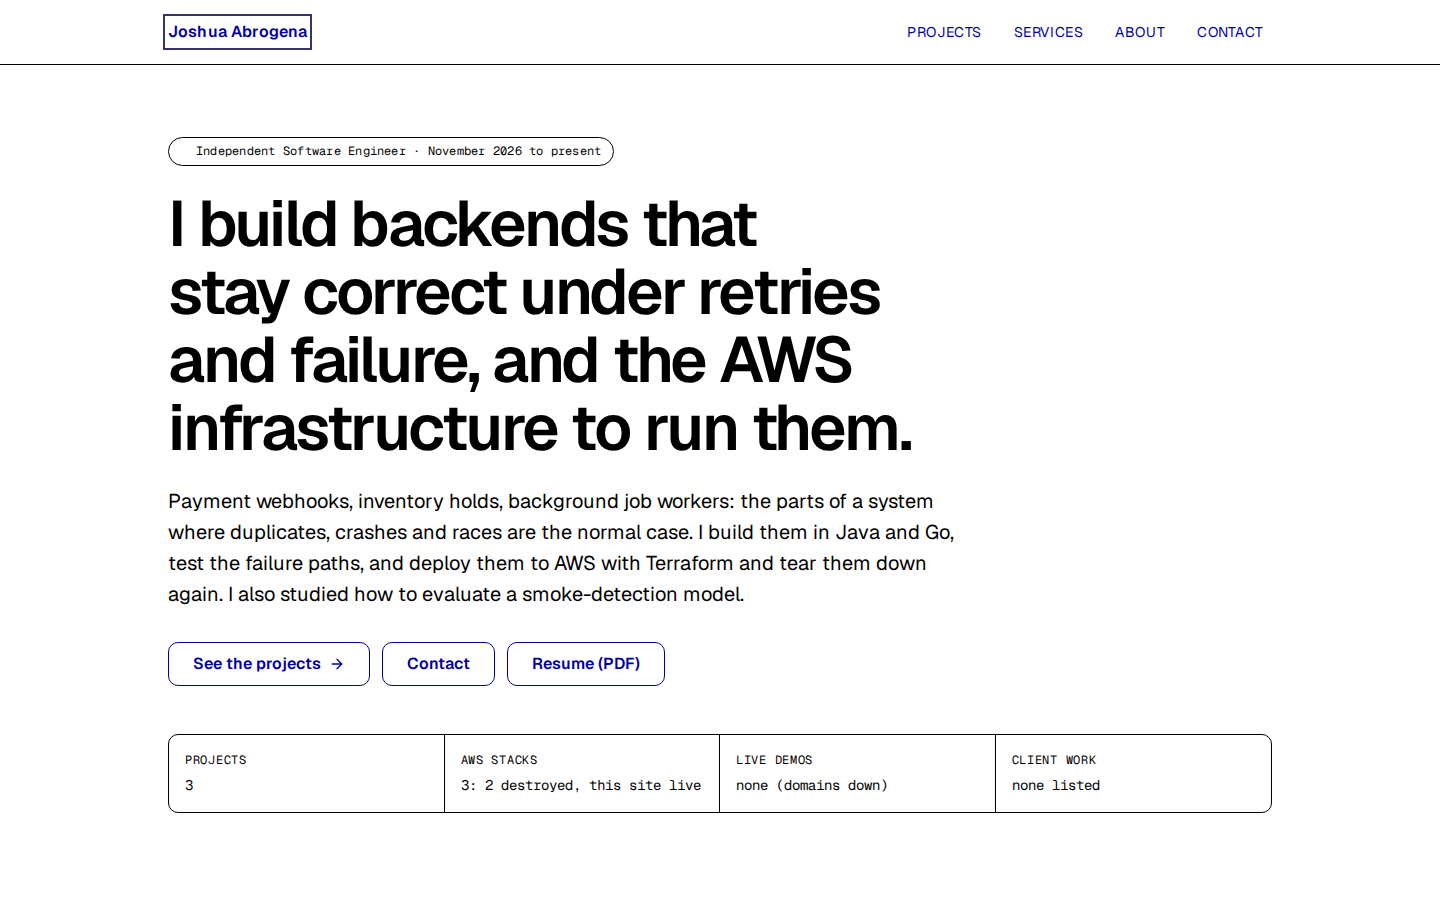 Joshua Abrogena
PROJECTS SERVICES ABOUT CONTACT
Independent Software Engineer · November 2026 to present
I build backends that
stay correct under retries
and failure, and the AWS
infrastructure to run them.
Payment webhooks, inventory holds, background job workers: the parts of a system
where duplicates, crashes and races are the normal case. I build them in Java and Go,
test the failure paths, and deploy them to AWS with Terraform and tear them down
again. I also studied how to evaluate a smoke-detection model.
See the projects → Contact Resume (PDF)
PROJECTS
3
AWS STACKS
3: 2 destroyed, this site live
LIVE DEMOS
none (domains down)
CLIENT WORK
none listed